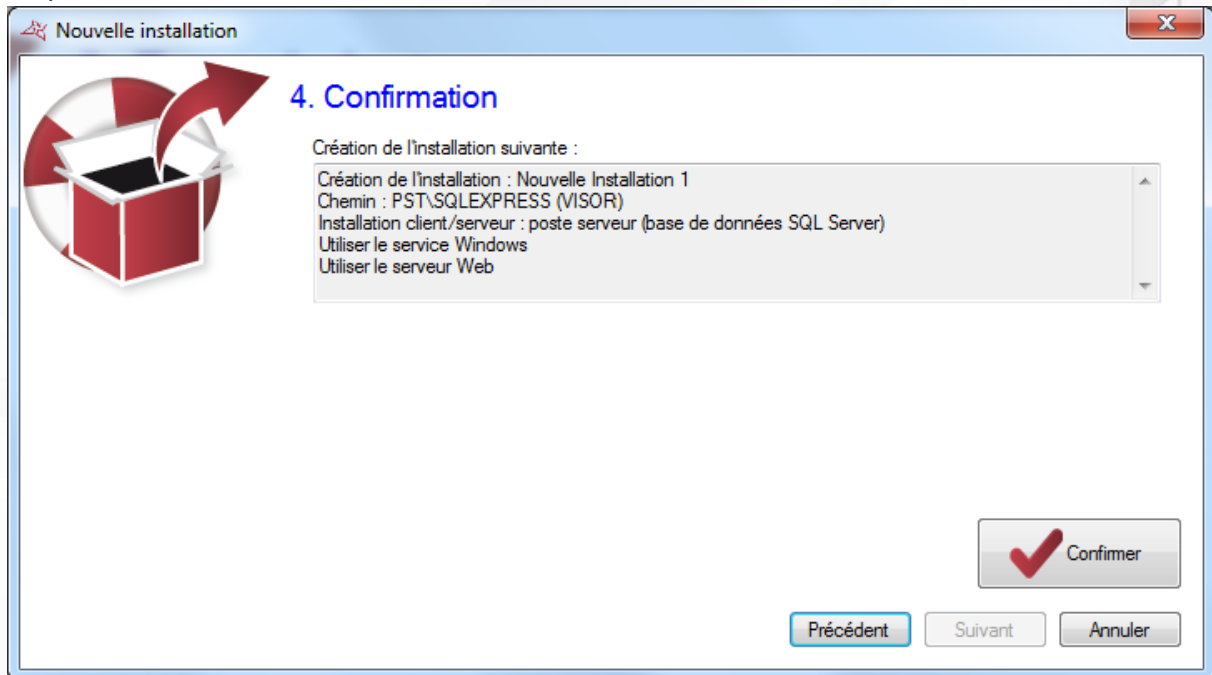 Nouvelle installation
4. Confirmation
Création de l'installation suivante :
Création de l'installation : Nouvelle Installation 1
Chemin : PST\SQLEXPRESS (VISOR)
Installation client/serveur : poste serveur (base de données SQL Server)
Utiliser le service Windows
Utiliser le serveur Web
Confirmer
Précédent
Suivant
Annuler